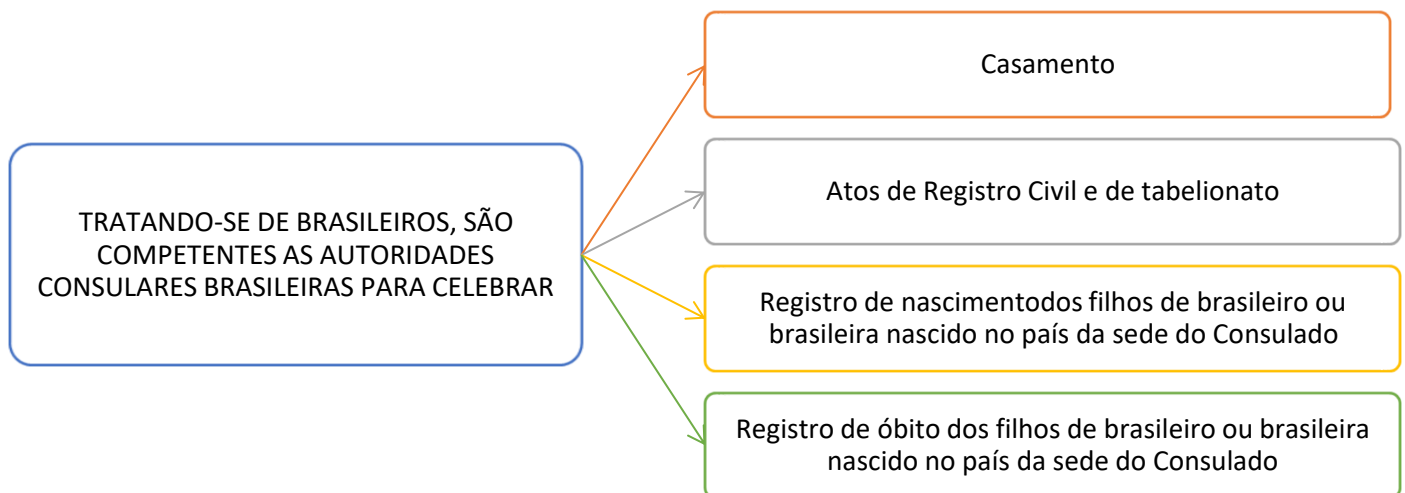 TRATANDO-SE DE BRASILEIROS, SÃO
COMPETENTES AS AUTORIDADES
CONSULARES BRASILEIRAS PARA CELEBRAR
Casamento
Atos de Registro Civil e de tabelionato
Registro de nascimentodos filhos de brasileiro ou
brasileira nascido no país da sede do Consulado
Registro de óbito dos filhos de brasileiro ou brasileira
nascido no país da sede do Consulado